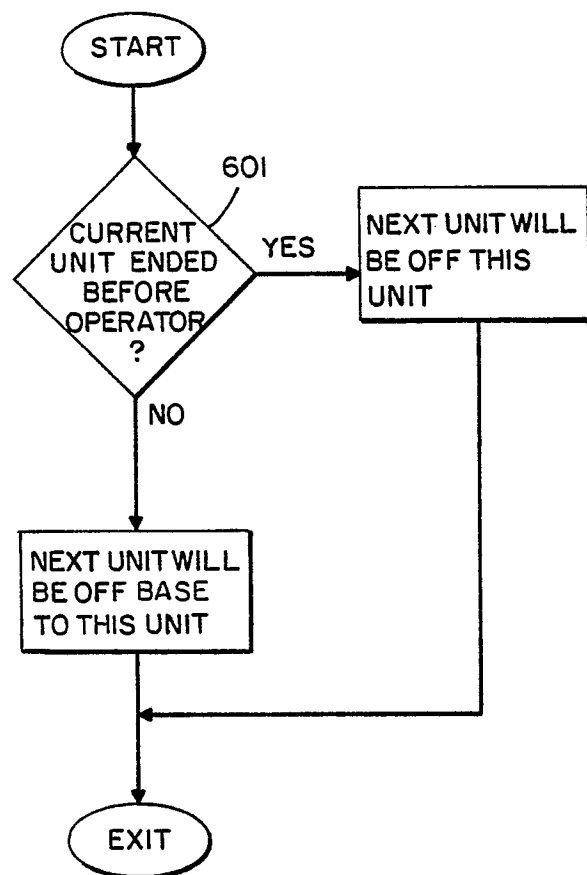 START
601
CURRENT
UNIT ENDED
BEFORE
OPERATOR
?
YES
NEXT UNIT WILL
BE OFF THIS
UNIT
NO
NEXT UNIT WILL
BE OFF BASE
TO THIS UNIT
EXIT